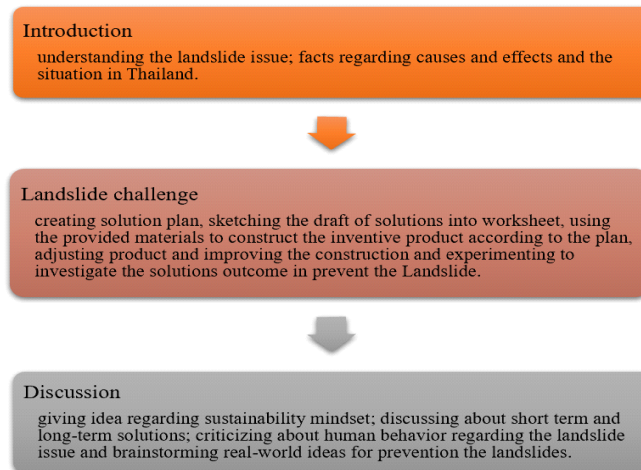 Introduction
understanding the landslide issue; facts regarding causes and effects and the
situation in Thailand.
Landslide challenge
creating solution plan, sketching the draft of solutions into worksheet, using
the provided materials to construct the inventive product according to the plan,
adjusting product and improving the construction and experimenting to
investigate the solutions outcome in prevent the Landslide.
Discussion
giving idea regarding sustainability mindset; discussing about short term and
long-term solutions; criticizing about human behavior regarding the landslide
issue and brainstorming real-world ideas for prevention the landslides.